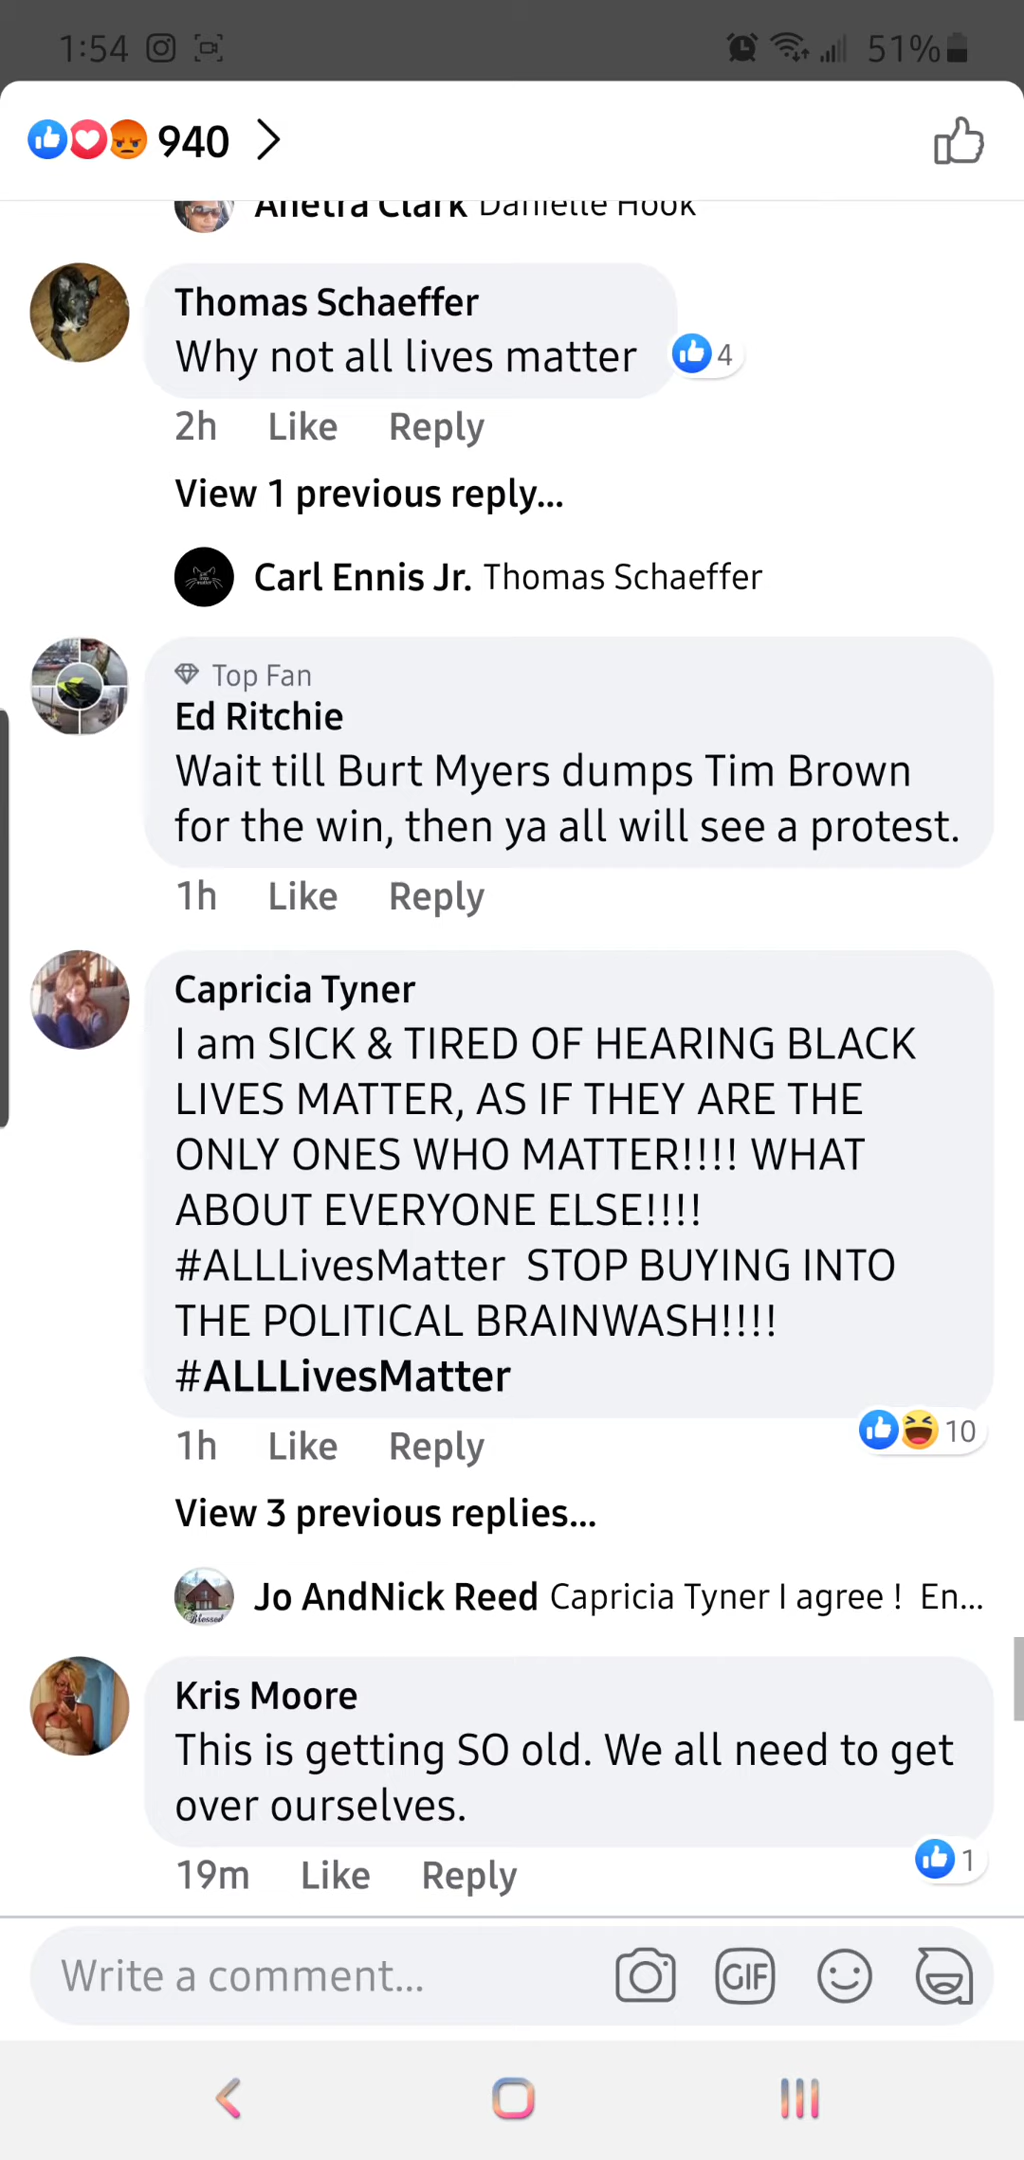 1:54 51%
940
Anetra Clark Danielle Hook
Thomas Schaeffer
Why not all lives matter
4
2h Like Reply
View 1 previous reply...
Carl Ennis Jr. Thomas Schaeffer
Top Fan
Ed Ritchie
Wait till Burt Myers dumps Tim Brown
for the win, then ya all will see a protest.
1h Like Reply
Capricia Tyner
I am SICK & TIRED OF HEARING BLACK
LIVES MATTER, AS IF THEY ARE THE
ONLY ONES WHO MATTER!!!! WHAT
ABOUT EVERYONE ELSE!!!!
#ALLLivesMatter STOP BUYING INTO
THE POLITICAL BRAINWASH!!!!
#ALLLivesMatter
10
1h Like Reply
View 3 previous replies...
Blessed
Jo AndNick Reed Capricia Tyner I agree ! En...
Kris Moore
This is getting SO old. We all need to get
over ourselves.
1
19m Like Reply
Write a comment...
GIF